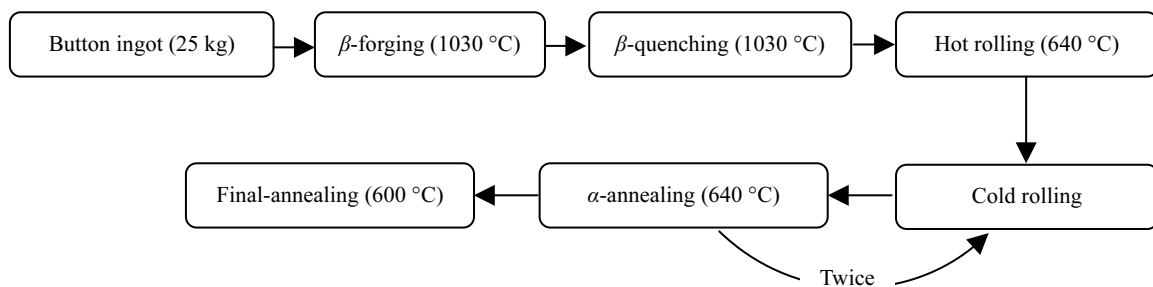 Button ingot (25 kg)
β-forging (1030 °C)
β-quenching (1030 °C)
Hot rolling (640 °C)
Cold rolling
α-annealing (640 °C)
Final-annealing (600 °C)
Twice